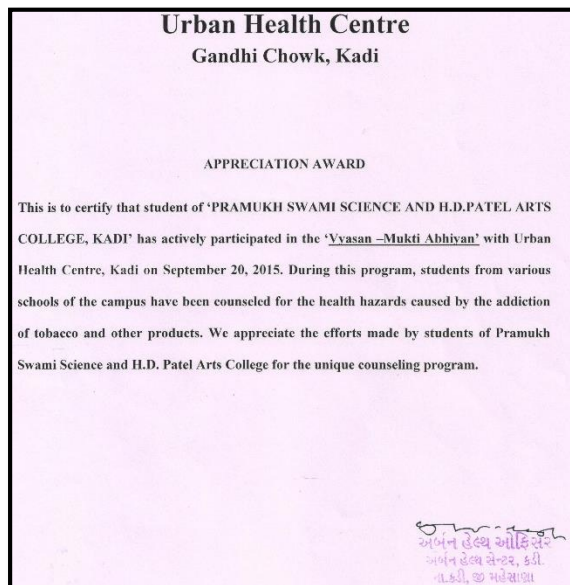 Urban Health Centre
Gandhi Chowk, Kadi
APPRECIATION AWARD
This is to certify that student of ‘PRAMUKH SWAMI SCIENCE AND H.D.PATEL ARTS
COLLEGE, KADI’ has actively participated in the ‘Vyasan –Mukti Abhiyan’ with Urban
Health Centre, Kadi on September 20, 2015. During this program, students from various
schools of the campus have been counseled for the health hazards caused by the addiction
of tobacco and other products. We appreciate the efforts made by students of Pramukh
Swami Science and H.D. Patel Arts College for the unique counseling program.
અર્બન હેલ્થ ઓફિસર
અર્બન હેલ્થ સેન્ટર, કડી.
તા.કડી, જી મહેસાણા